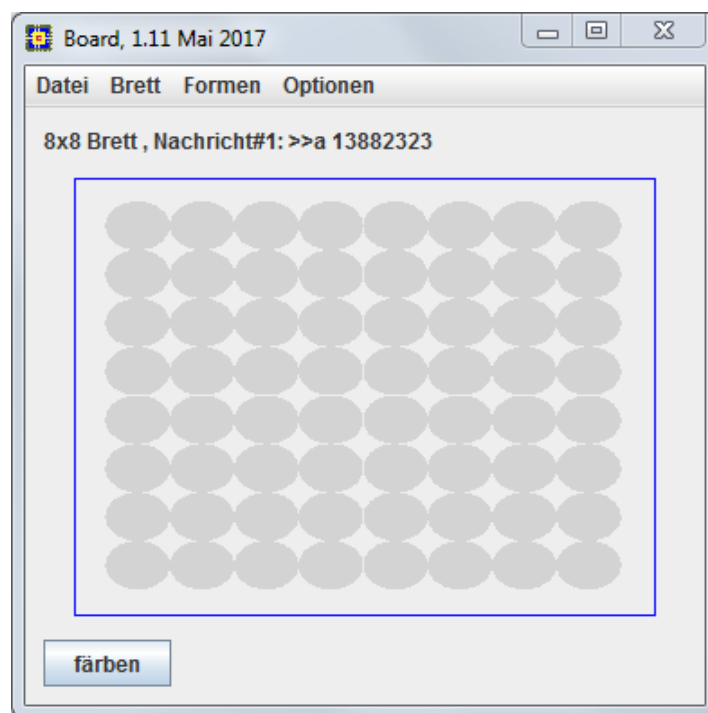 Board, 1.11 Mai 2017
Datei Brett Formen Optionen
8x8 Brett , Nachricht#1: >>a 13882323
färben